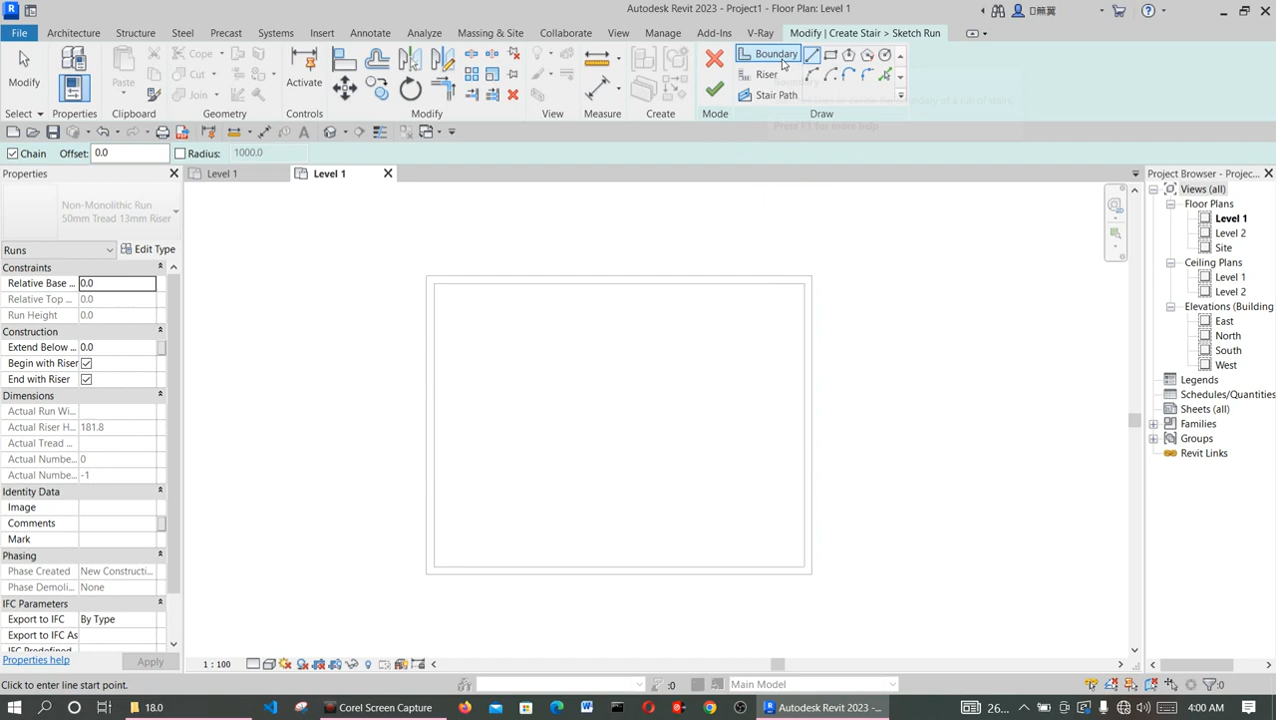 Autodesk Revit 2023 - Project1 - Floor Plan: Level 1
File Architecture Structure Steel Precast Systems Insert Annotate Analyze Massing & Site Collaborate View V-Ray Manage Add-Ins Modify | Create Stair > Sketch Run
Modify Paste Cope Cut Join Activate Boundary
Riser
Stair Path
Select Properties Clipboard Geometry Controls Modify View Measure Create Mode Draw
Press F1 for more help
Chain Offset: 0.0 Radius: 1000.0
Properties
Level 1
Level 1
Non-Monolithic Run
50mm Tread 13mm Riser
Runs Edit Type
Constraints
Relative Base ... 0.0
Relative Top ... 0.0
Run Height 0.0
Construction
Extend Below ... 0.0
Begin with Riser
End with Riser
Dimensions
Actual Run Wi...
Actual Riser H... 181.8
Actual Tread ...
Actual Numbe... 0
Actual Numbe... -1
Identity Data
Image
Comments
Mark
Phasing
Phase Created New Constructi...
Phase Demoli... None
IFC Parameters
Export to IFC By Type
Export to IFC As
Properties help Apply
Project Browser - Projec...
Views (all)
Floor Plans
Level 1
Level 2
Site
Ceiling Plans
Level 1
Level 2
Elevations (Building
East
North
South
West
Legends
Schedules/Quantities
Sheets (all)
Families
Groups
Revit Links
1 : 100
Click to enter line start point.
:0
Main Model
:0
18.0
Corel Screen Capture
Autodesk Revit 2023 -...
26...
4:00 AM